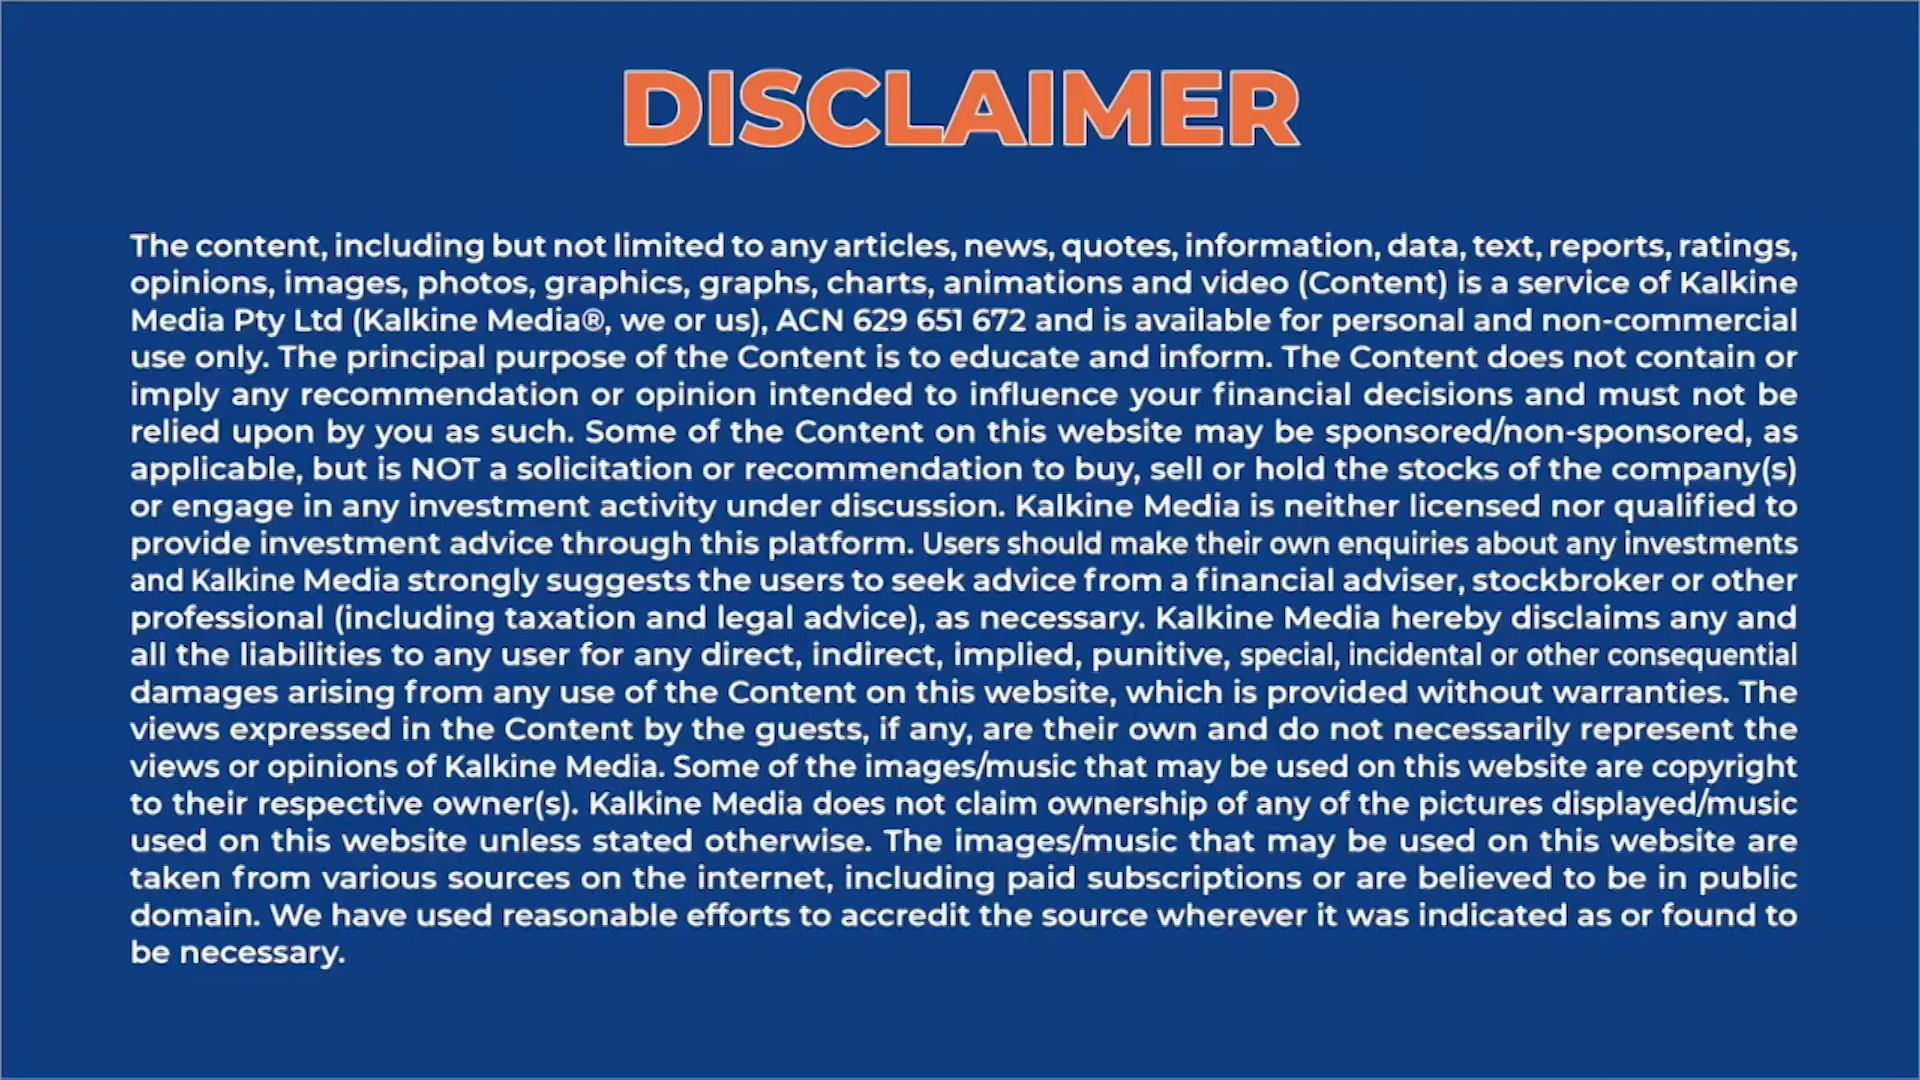 DISCLAIMER
The content, including but not limited to any articles, news, quotes, information, data, text, reports, ratings,
opinions, images, photos, graphics, graphs, charts, animations and video (Content) is a service of Kalkine
Media Pty Ltd (Kalkine Media®, we or us), ACN 629 651 672 and is available for personal and non-commercial
use only. The principal purpose of the Content is to educate and inform. The Content does not contain or
imply any recommendation or opinion intended to influence your financial decisions and must not be
relied upon by you as such. Some of the Content on this website may be sponsored/non-sponsored, as
applicable, but is NOT a solicitation or recommendation to buy, sell or hold the stocks of the company(s)
or engage in any investment activity under discussion. Kalkine Media is neither licensed nor qualified to
provide investment advice through this platform. Users should make their own enquiries about any investments
and Kalkine Media strongly suggests the users to seek advice from a financial adviser, stockbroker or other
professional (including taxation and legal advice), as necessary. Kalkine Media hereby disclaims any and
all the liabilities to any user for any direct, indirect, implied, punitive, special, incidental or other consequential
damages arising from any use of the Content on this website, which is provided without warranties. The
views expressed in the Content by the guests, if any, are their own and do not necessarily represent the
views or opinions of Kalkine Media. Some of the images/music that may be used on this website are copyright
to their respective owner(s). Kalkine Media does not claim ownership of any of the pictures displayed/music
used on this website unless stated otherwise. The images/music that may be used on this website are
taken from various sources on the internet, including paid subscriptions or are believed to be in public
domain. We have used reasonable efforts to accredit the source wherever it was indicated as or found to
be necessary.